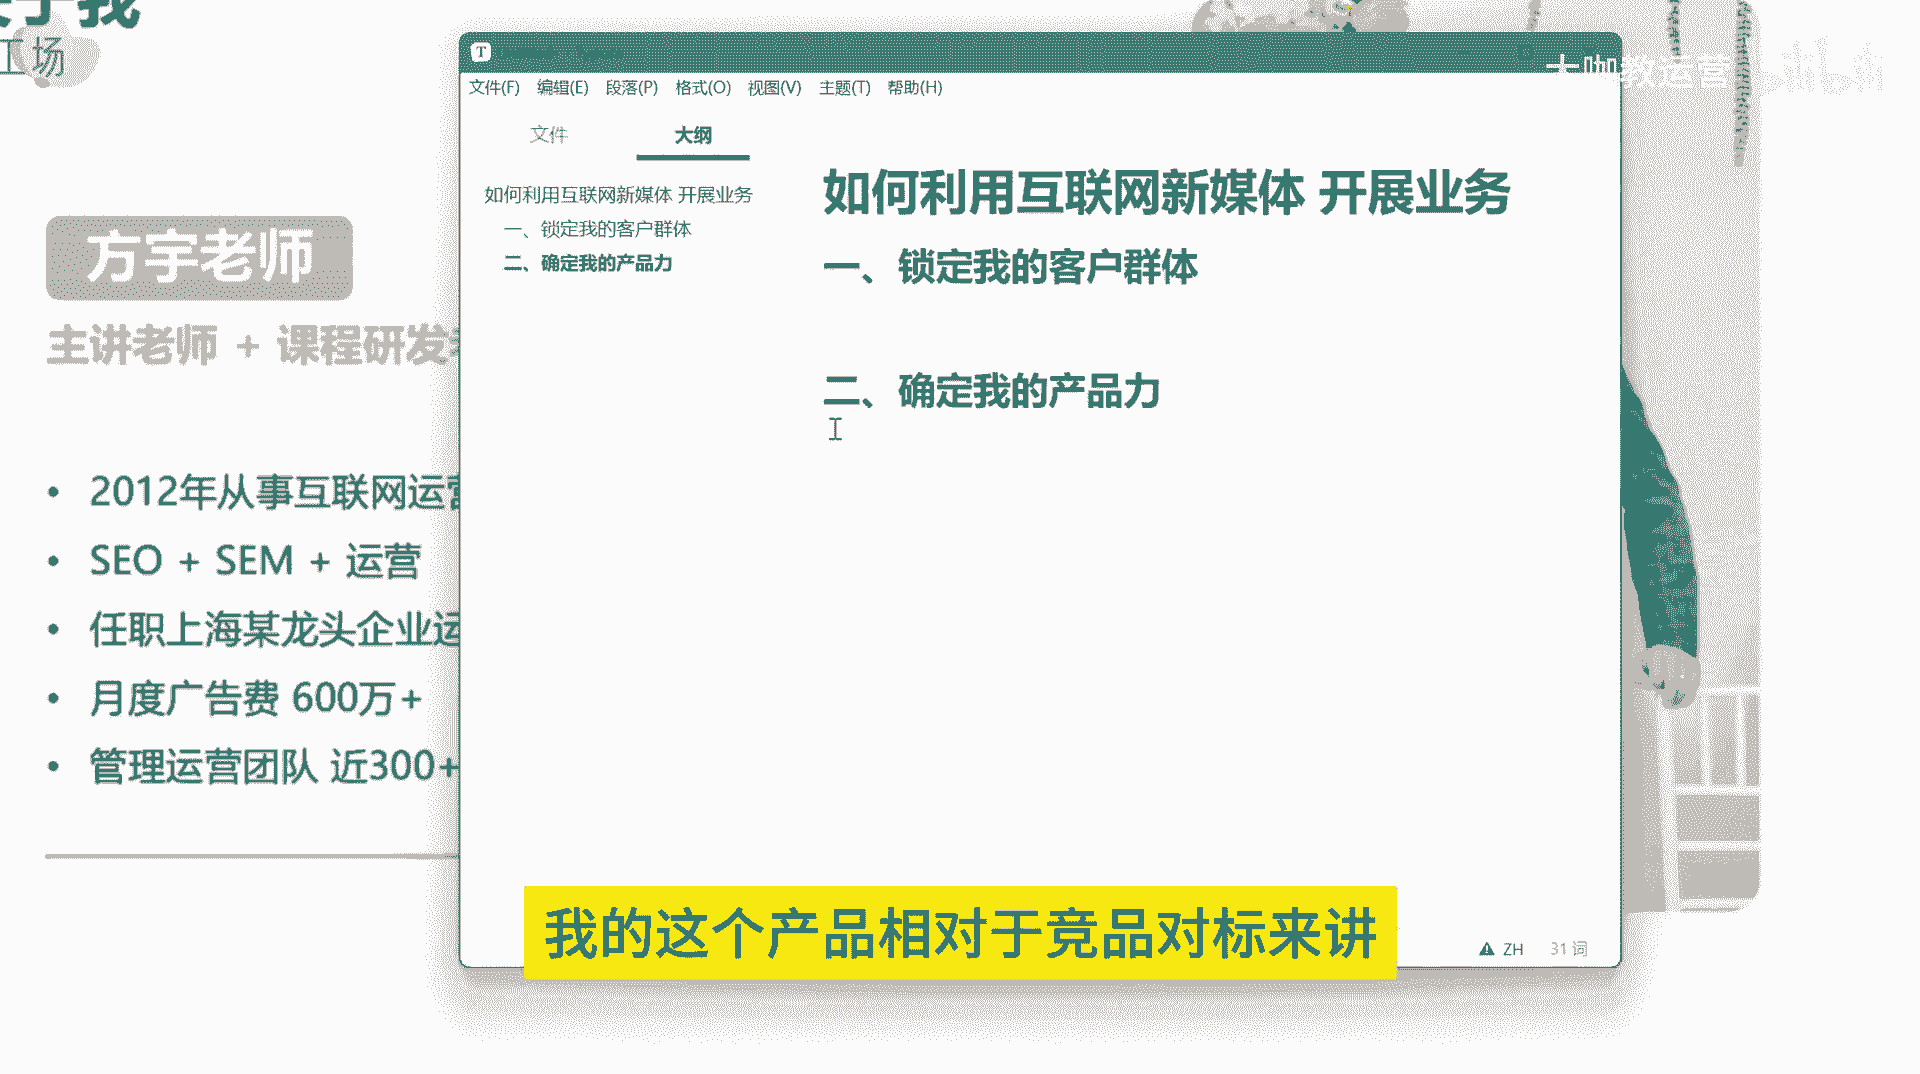 关于我
工场
方宇老师
主讲老师 + 课程研发
• 2012年从事互联网运营
• SEO + SEM + 运营
• 任职上海某龙头企业运
• 月度广告费 600万+
• 管理运营团队 近300+
T
文件(F) 编辑(E) 段落(P) 格式(O) 视图(V) 主题(T) 帮助(H)
文件 大纲
如何利用互联网新媒体 开展业务
一、锁定我的客户群体
二、确定我的产品力
如何利用互联网新媒体 开展业务
一、锁定我的客户群体
二、确定我的产品力
ZH 31 词
大咖教运营 bilibili
我的这个产品相对于竞品对标来讲